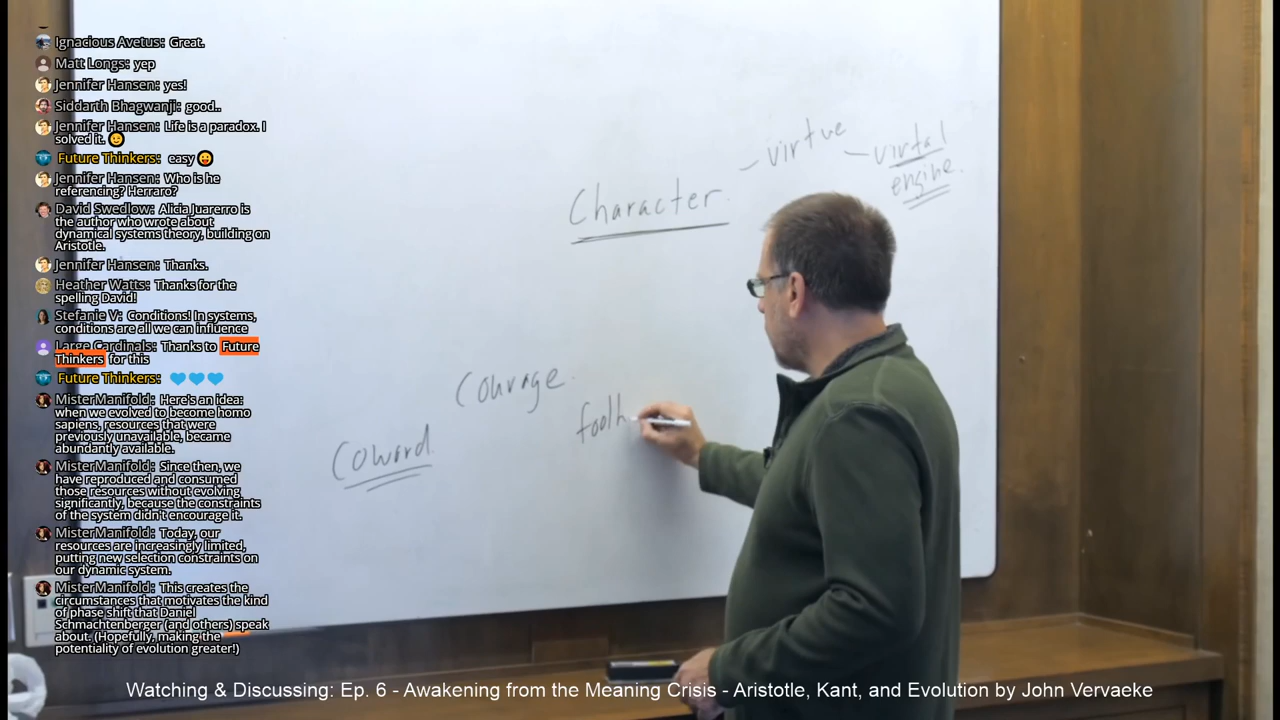 Ignacious Avetus: Great.
Matt Longs: yep
Jennifer Hansen: yes!
Siddarth Bhagwanji: good..
Jennifer Hansen: Life is a paradox. I
solved it. 😉
Future Thinkers: easy 😛
Jennifer Hansen: Who is he
referencing? Herraro?
David Swedlow: Alicia Juarerro is
the author who wrote about
dynamical systems theory, building on
Aristotle.
Jennifer Hansen: Thanks.
Heather Watts: Thanks for the
spelling David!
Stefanie V: Conditions! In systems,
conditions are all we can influence
Large Cardinals: Thanks to Future
Thinkers for this
Future Thinkers: 💙💙💙
MisterManifold: Here's an idea:
when we evolved to become homo
sapiens, resources that were
previously unavailable, became
abundantly available.
MisterManifold: Since then, we
have reproduced and consumed
those resources without evolving
significantly, because the constraints
of the system didn't encourage it.
MisterManifold: Today, our
resources are increasingly limited,
putting new selection constraints on
our dynamic system.
MisterManifold: This creates the
circumstances that motivates the kind
of phase shift that Daniel
Schmachtenberger (and others) speak
about. (Hopefully, making the
potentiality of evolution greater!)
virtue
virtal
engine.
Character.
Courage.
foolh
Coward.
Watching & Discussing: Ep. 6 - Awakening from the Meaning Crisis - Aristotle, Kant, and Evolution by John Vervaeke